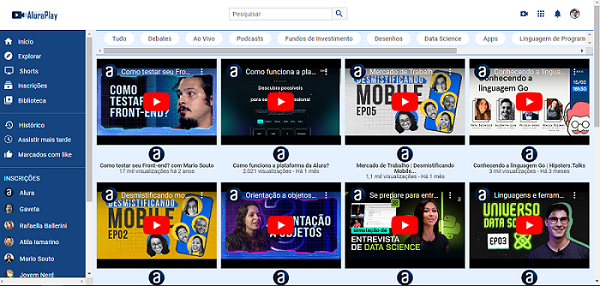 AluraPlay
Pesquisar
Tudo
Debates
Ao Vivo
Podcasts
Fundos de Investimento
Desenhos
Data Science
Apps
Linguagem de Program
Início
Explorar
Shorts
Inscrições
Biblioteca
Histórico
Assistir mais tarde
Marcados com like
INSCRIÇÕES
Alura
Gaveta
Rafaella Ballerini
Atila Iamarino
Mario Souto
Jovem Nerd
Como testar seu Fro...
COMO
TESTAR
FRONT-END?
Como testar seu Front-end? com Mario Souto
17 mil visualizações há 2 anos
Como funciona a pla...
Descubra possíveis
Como funciona a plataforma da Alura?
2.021 visualizações - Há 1 mês
Mercado de Trabalh...
DESMISTIFICANDO
MOBILE
EP05
Mercado de Trabalho | Desmistificando
Mobile...
1,1 mil visualizações - Há 1 mês
Conhecendo a lingua...
Conhecendo a
linguagem Go
15/02
18h30
Conhecendo a linguagem Go | Hipsters.Talks
3 mil visualizações - Há 3 meses
Desmistificando mo...
DESMISTIFICANDO
MOBILE
EP02
Orientação a objetos...
ORIENTAÇÃO
A OBJETOS
Se prepare para entr...
simulação de
ENTREVISTA
DE DATA SCIENCE
Linguagens e ferram...
UNIVERSO
DATA SCIENCE
EP03